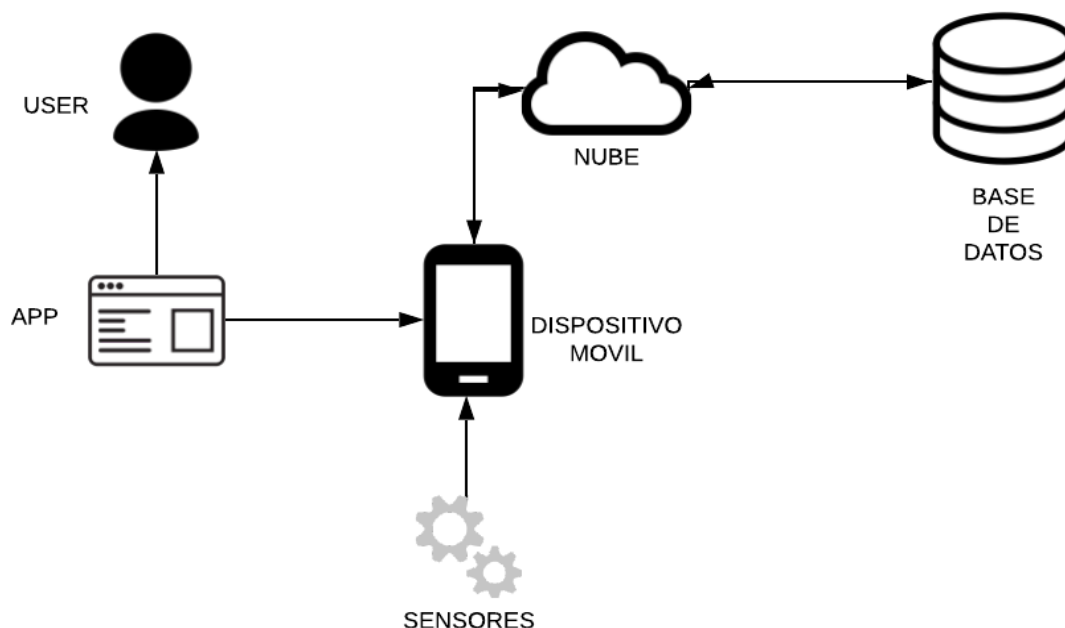 USER
NUBE
BASE
DE
DATOS
APP
DISPOSITIVO
MOVIL
SENSORES